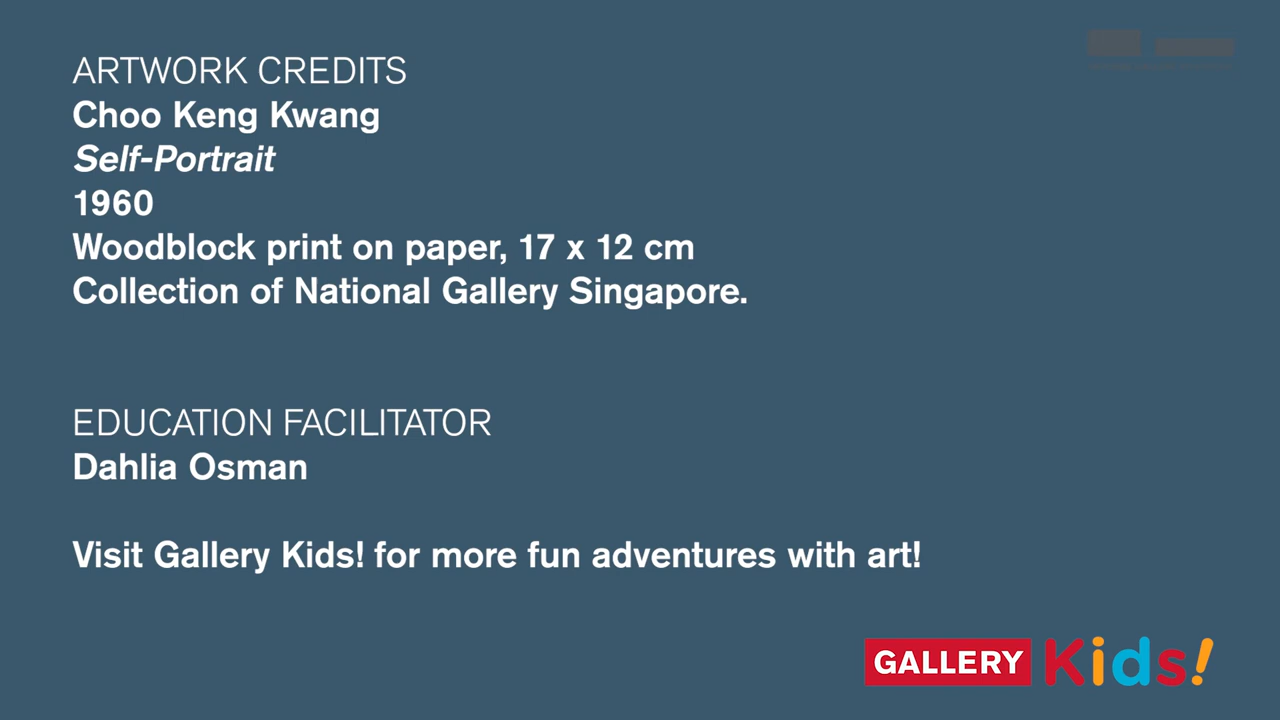 ARTWORK CREDITS
Choo Keng Kwang
Self-Portrait
1960
Woodblock print on paper, 17 x 12 cm
Collection of National Gallery Singapore.
EDUCATION FACILITATOR
Dahlia Osman
Visit Gallery Kids! for more fun adventures with art!
GALLERY Kids!